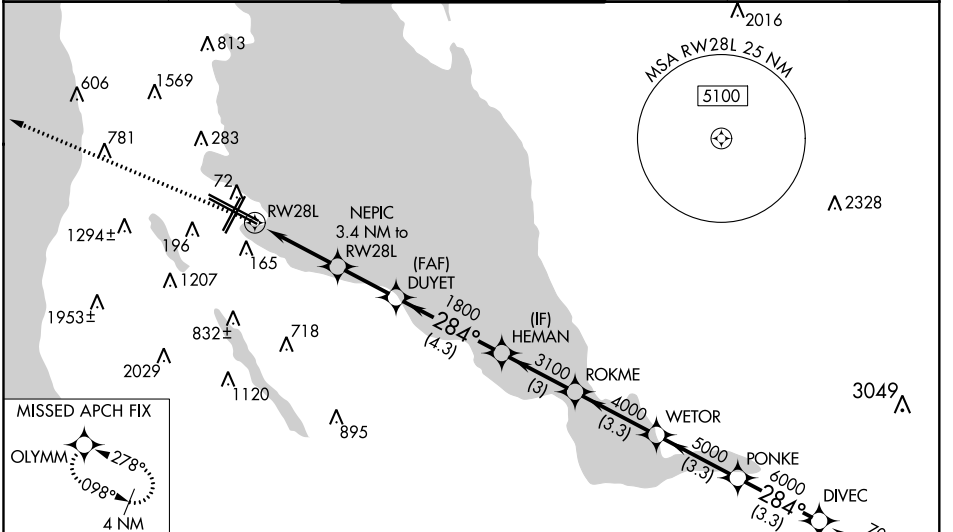 2016
813
MSA RW28L 25 NM
606
1569
5100
781
283
72
RW28L
2328
NEPIC
3.4 NM to
RW28L
1294±
196
165
(FAF)
DUYET
1207
1800
284°
(4.3)
(IF)
HEMAN
1953±
832±
718
3100
(3)
ROKME
2029
1120
4000
(3.3)
WETOR
3049
895
5000
(3.3)
PONKE
6000
284°
(3.3)
DIVEC
MISSED APCH FIX
OLYMM
278°
098°
4 NM